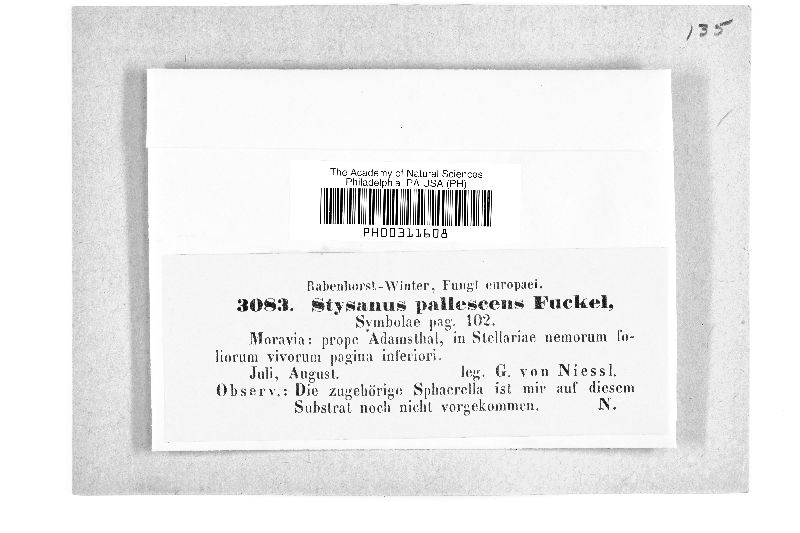 135
The Academy of Natural Sciences
Philadelphia, PA USA (PH)
PH00311608
Rabenhorst-Winter, Fungi europaei.
3083. Stysanus pallescens Fuckel,
Symbolae pag. 102.
Moravia: prope Adamsthal, in Stellariae nemorum fo-
liorum vivorum pagina inferiori.
Juli, August. leg. G. von Niessl.
Observ.: Die zugehörige Sphaerella ist mir auf diesem
Substrat noch nicht vorgekommen. N.